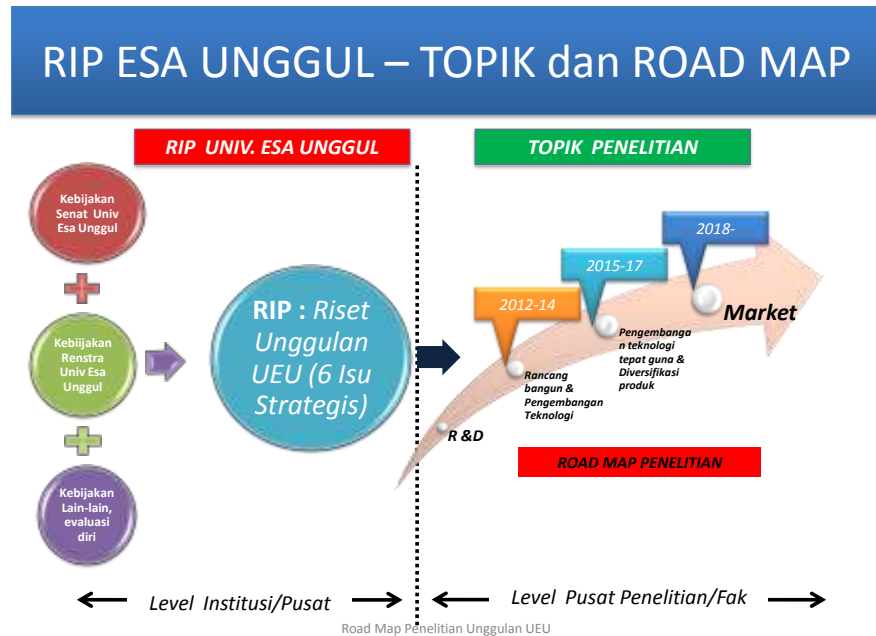 RIP ESA UNGGUL – TOPIK dan ROAD MAP
RIP UNIV. ESA UNGGUL
TOPIK PENELITIAN
Kebijakan
Senat Univ
Esa Unggul
Kebiijakan
Renstra
Univ Esa
Unggul
Kebijakan
Lain-lain,
evaluasi
diri
RIP : Riset
Unggulan
UEU (6 Isu
Strategis)
2012-14
2015-17
2018-
R &D
Rancang
bangun &
Pengembangan
Teknologi
Pengembanga
n teknologi
tepat guna &
Diversifikasi
produk
Market
ROAD MAP PENELITIAN
Level Institusi/Pusat
Level Pusat Penelitian/Fak
Road Map Penelitian Unggulan UEU